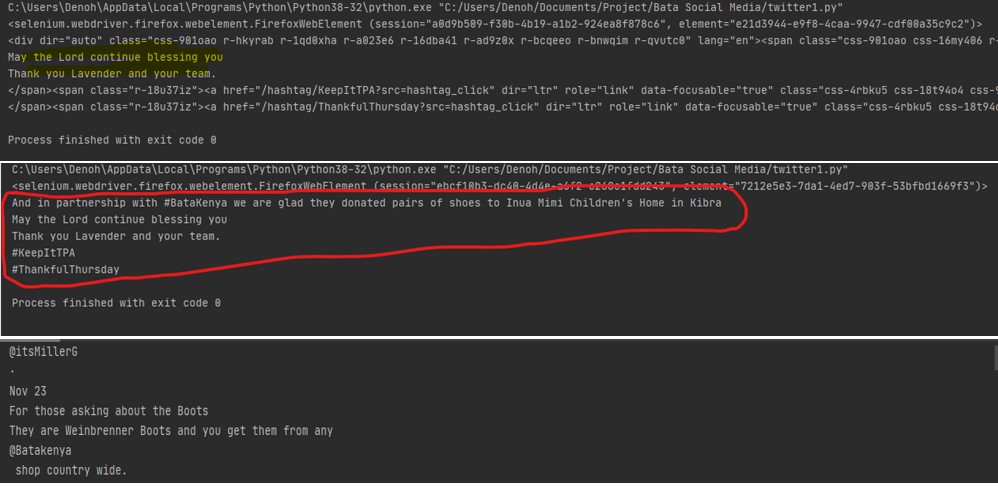 C:\Users\Denoh\AppData\Local\Programs\Python\Python38-32\python.exe "C:/Users/Denoh/Documents/Project/Bata Social Media/twitter1.py"
<selenium.webdriver.firefox.webelement.FirefoxWebElement (session="a0d9b509-f30b-4b19-a1b2-924ea8f878c6", element="e21d3944-e9f8-4caa-9947-cdf00a35c9c2")>
<div dir="auto" class="css-901oao r-hkyrab r-1qd0xha r-a023e6 r-16dba41 r-ad9z0x r-bcqeeo r-bnwqim r-qvutc0" lang="en"><span class="css-901oao css-16my406 r-
May the Lord continue blessing you
Thank you Lavender and your team.
</span><span class="r-18u37iz"><a href="/hashtag/KeepItTPA?src=hashtag_click" dir="ltr" role="link" data-focusable="true" class="css-4rbku5 css-18t94o4 css-9
</span><span class="r-18u37iz"><a href="/hashtag/ThankfulThursday?src=hashtag_click" dir="ltr" role="link" data-focusable="true" class="css-4rbku5 css-18t94o
Process finished with exit code 0
C:\Users\Denoh\AppData\Local\Programs\Python\Python38-32\python.exe "C:/Users/Denoh/Documents/Project/Bata Social Media/twitter1.py"
<selenium.webdriver.firefox.webelement.FirefoxWebElement element="7212e5e3-7da1-4ed7-903f-53bfbd1669f3")>
And in partnership with #BataKenya we are glad they donated pairs of shoes to Inua Mimi Children's Home in Kibra
May the Lord continue blessing you
Thank you Lavender and your team.
#KeepItTPA
#ThankfulThursday
Process finished with exit code 0
@itsMillerG
·
Nov 23
For those asking about the Boots
They are Weinbrenner Boots and you get them from any
@Batakenya
shop country wide.